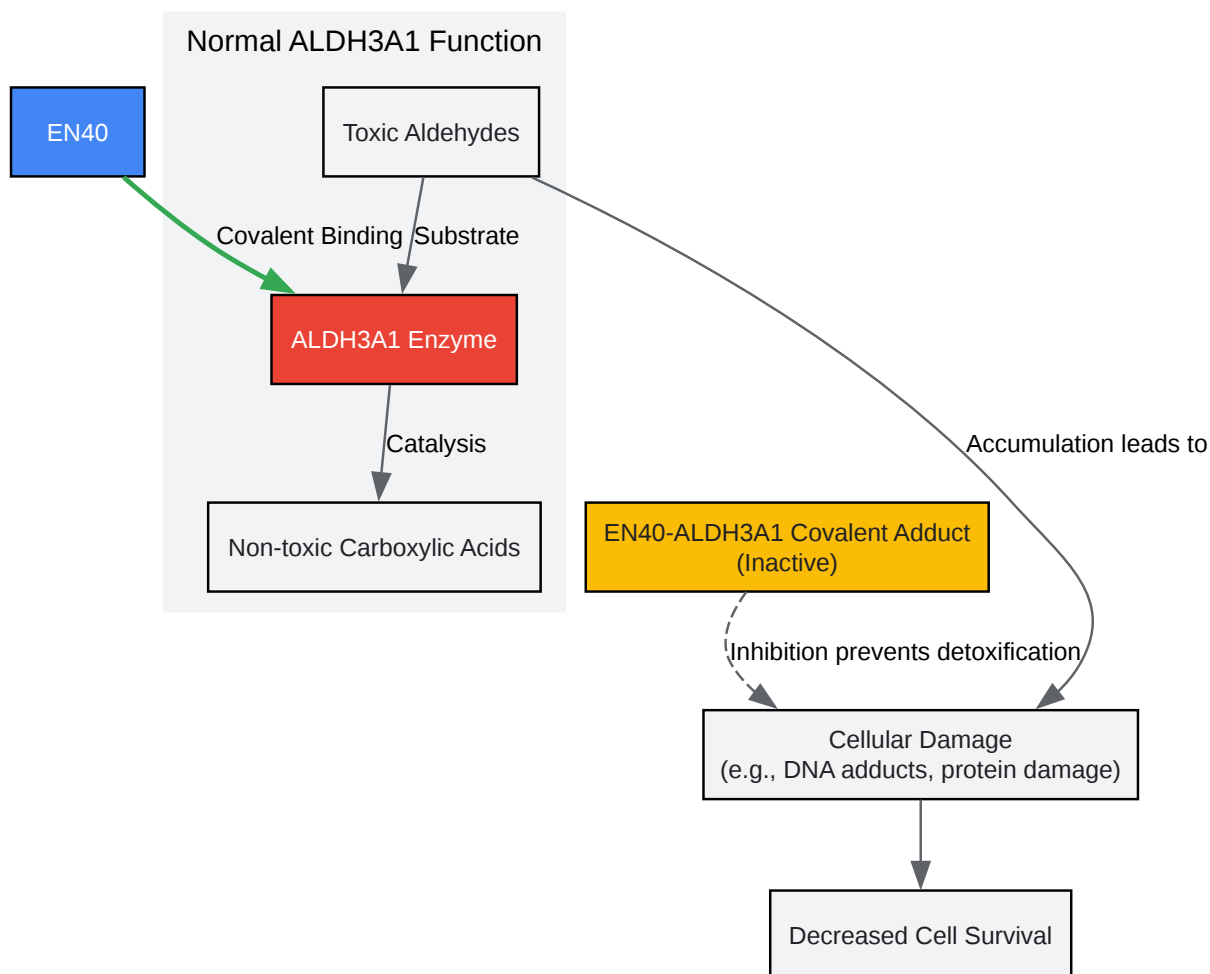 Normal ALDH3A1 Function
EN40
Toxic Aldehydes
Covalent Binding
Substrate
ALDH3A1 Enzyme
Catalysis
Accumulation leads to
Non-toxic Carboxylic Acids
EN40-ALDH3A1 Covalent Adduct
(Inactive)
Inhibition prevents detoxification
Cellular Damage
(e.g., DNA adducts, protein damage)
Decreased Cell Survival